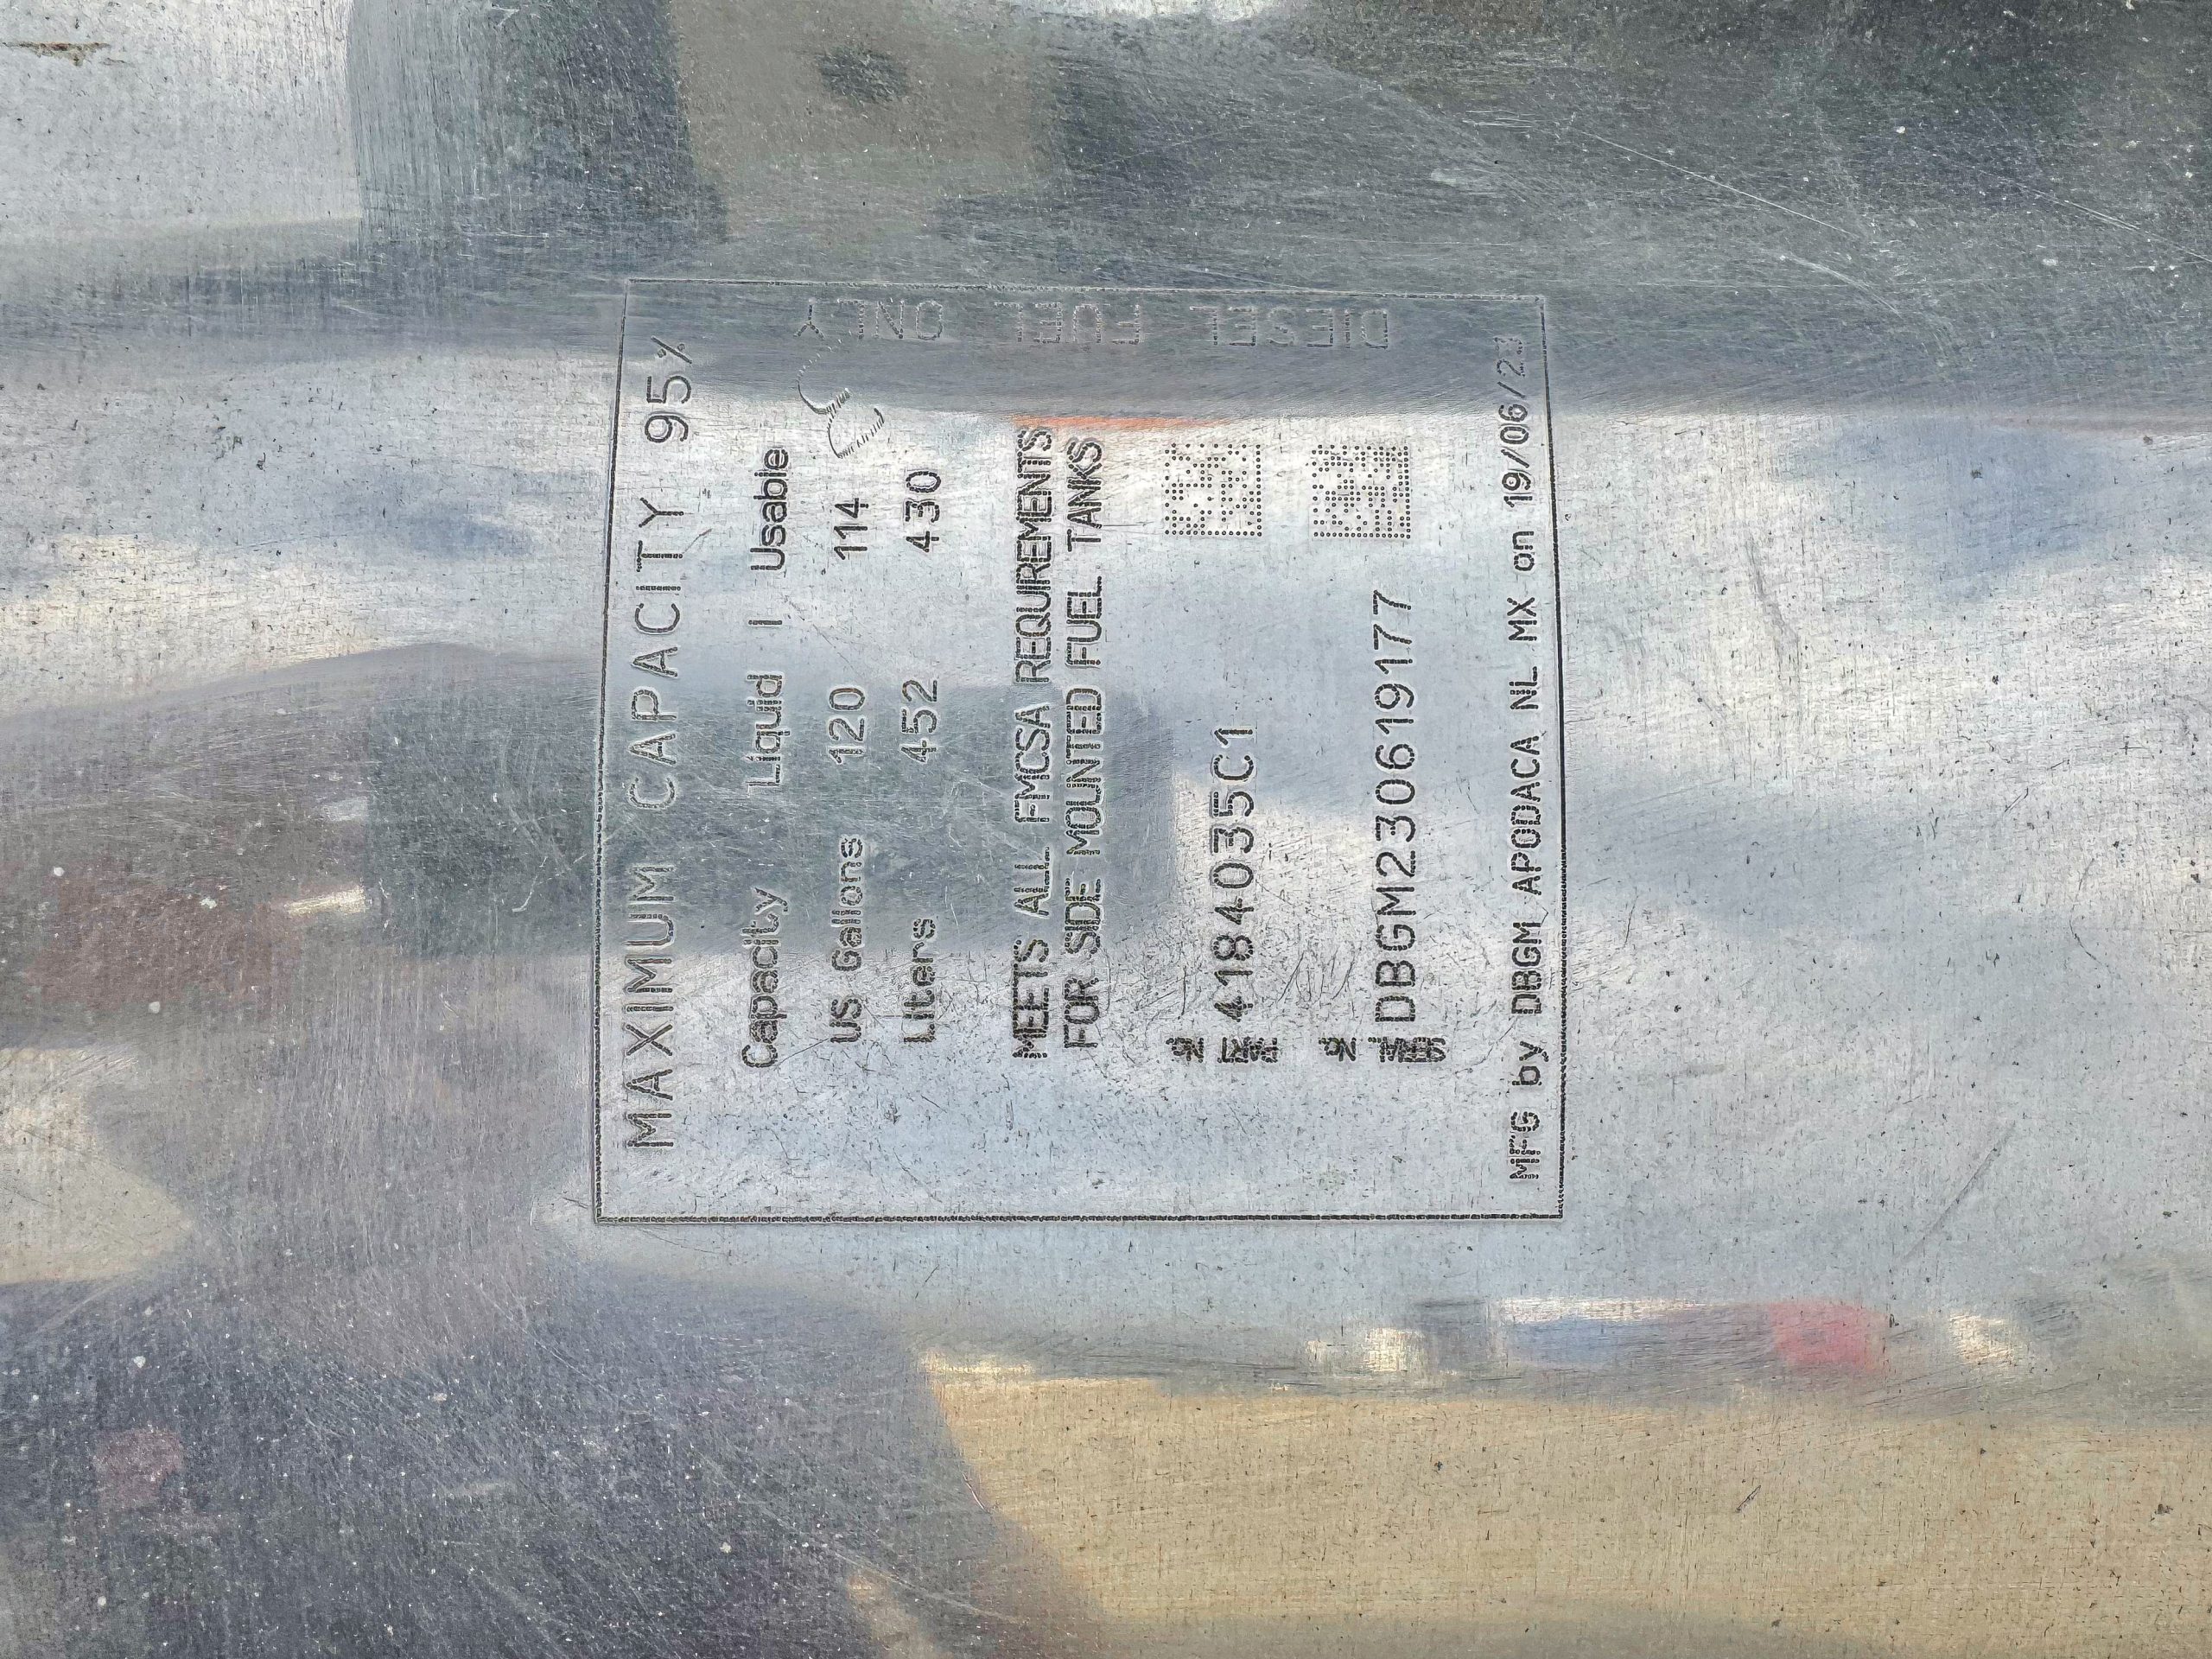 MAXIMUM CAPACITY 95%
Capacity Liquid | Usable
US Gallons 120 114
Liters 452 430
MEETS ALL FMCSA REQUIREMENTS
FOR SIDE MOUNTED FUEL TANKS
NO.
PART 4184035C1
NO.
SERIAL DBGM230619177
MFG by DBGM APODACA NL MX on 19/06/23
DIESEL FUEL ONLY